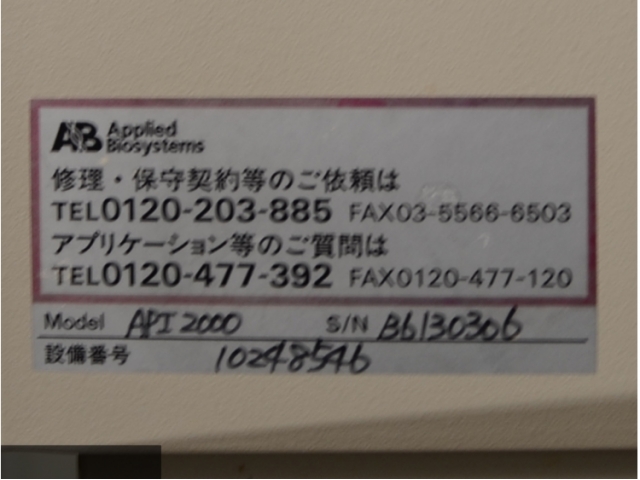 AB Applied
Biosystems
修理・保守契約等のご依頼は
TEL0120-203-885 FAX03-5566-6503
アプリケーション等のご質問は
TEL0120-477-392 FAX0120-477-120
Model API 2000 S/N B6130306
設備番号 10248546